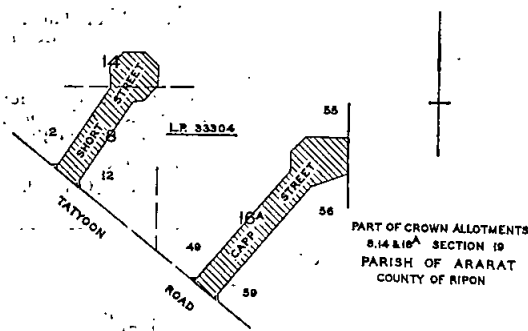 14
SHORT STREET
2
8
12
L.P. 33304
TATYOON
ROAD
55
16A
CAPP STREET
56
49
59
PART OF CROWN ALLOTMENTS
8,14 & 16A SECTION 19
PARISH OF ARARAT
COUNTY OF RIPON